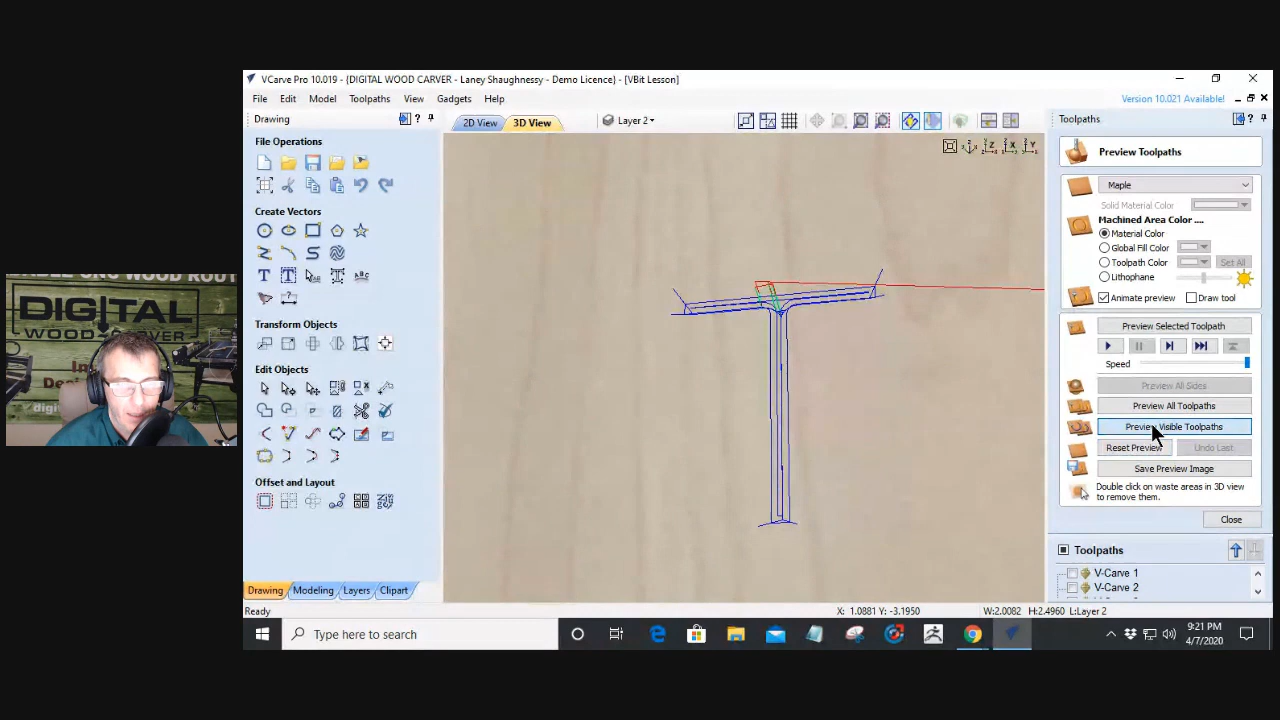 VCarve Pro 10.019 - {DIGITAL WOOD CARVER - Laney Shaughnessy - Demo Licence} - [VBit Lesson]
File Edit Model Toolpaths View Gadgets Help
Version 10.021 Available!
Drawing
2D View
3D View
Layer 2
Toolpaths
File Operations
Create Vectors
Transform Objects
Edit Objects
Offset and Layout
Drawing Modeling Layers Clipart
Preview Toolpaths
Maple
Solid Material Color
Machined Area Color ....
Material Color
Global Fill Color
Toolpath Color
Set All
Lithophane
Animate preview
Draw tool
Preview Selected Toolpath
Speed
Preview All Sides
Preview All Toolpaths
Preview Visible Toolpaths
Reset Preview
Undo Last
Save Preview Image
Double click on waste areas in 3D view
to remove them.
Close
Toolpaths
V-Carve 1
V-Carve 2
Ready
X: 1.0881 Y: -3.1950
W:2.0082 H:2.4960 L:Layer 2
Type here to search
9:21 PM
4/7/2020
DIGITAL
WOOD CARVER